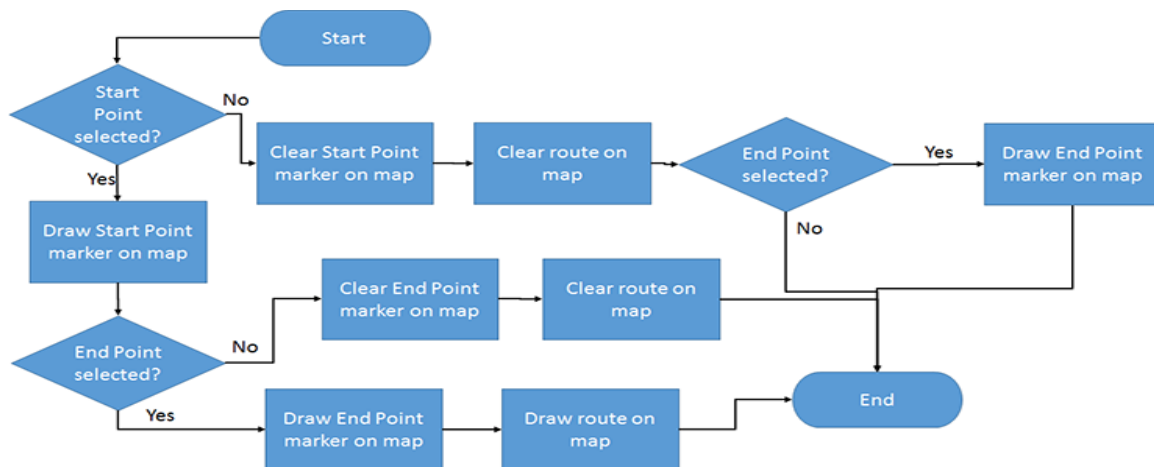 Start
Start
Point
selected?
No
Yes
Clear Start Point
marker on map
Clear route on
map
End Point
selected?
Yes
No
Draw End Point
marker on map
Draw Start Point
marker on map
End Point
selected?
No
Yes
Clear End Point
marker on map
Clear route on
map
Draw End Point
marker on map
Draw route on
map
End